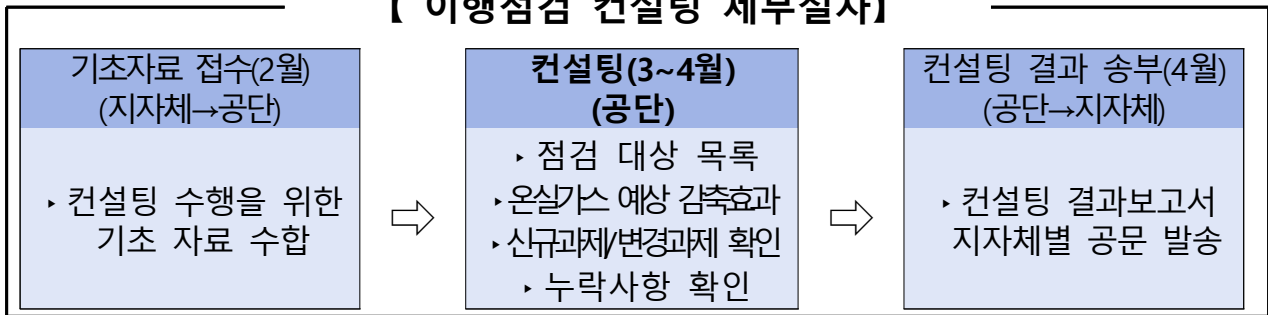 【 이행점검 컨설팅 세부절차】
기초자료 접수(2월)
(지자체→공단)
‣ 컨설팅 수행을 위한
기초 자료 수합
컨설팅(3~4월)
(공단)
‣ 점검 대상 목록
‣ 온실가스 예상 감축효과
‣ 신규과제/변경과제 확인
‣ 누락사항 확인
컨설팅 결과 송부(4월)
(공단→지자체)
‣ 컨설팅 결과보고서
지자체별 공문 발송